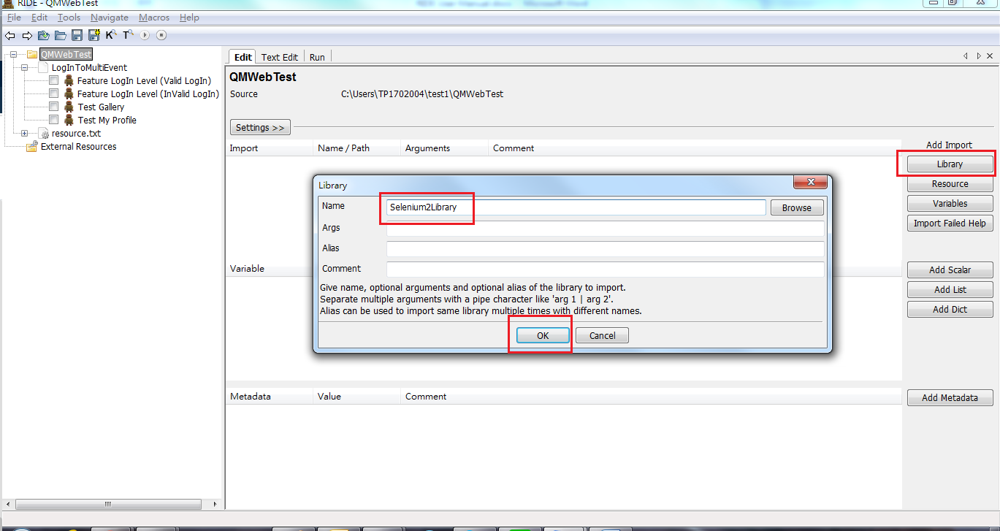 RIDE - QMWebTest
File Edit Tools Navigate Macros Help
K T
QMWebTest
LogInToMultiEvent
Feature LogIn Level (Valid LogIn)
Feature LogIn Level (InValid LogIn)
Test Gallery
Test My Profile
resource.txt
External Resources
Edit Text Edit Run
QMWebTest
Source C:\Users\TP1702004\test1\QMWebTest
Settings >>
Import Name / Path Arguments Comment
Add Import
Library
Resource
Variables
Import Failed Help
Library
Name Selenium2Library Browse
Args
Alias
Comment
Give name, optional arguments and optional alias of the library to import.
Separate multiple arguments with a pipe character like 'arg 1 | arg 2'.
Alias can be used to import same library multiple times with different names.
OK Cancel
Variable
Add Scalar
Add List
Add Dict
Metadata Value Comment
Add Metadata